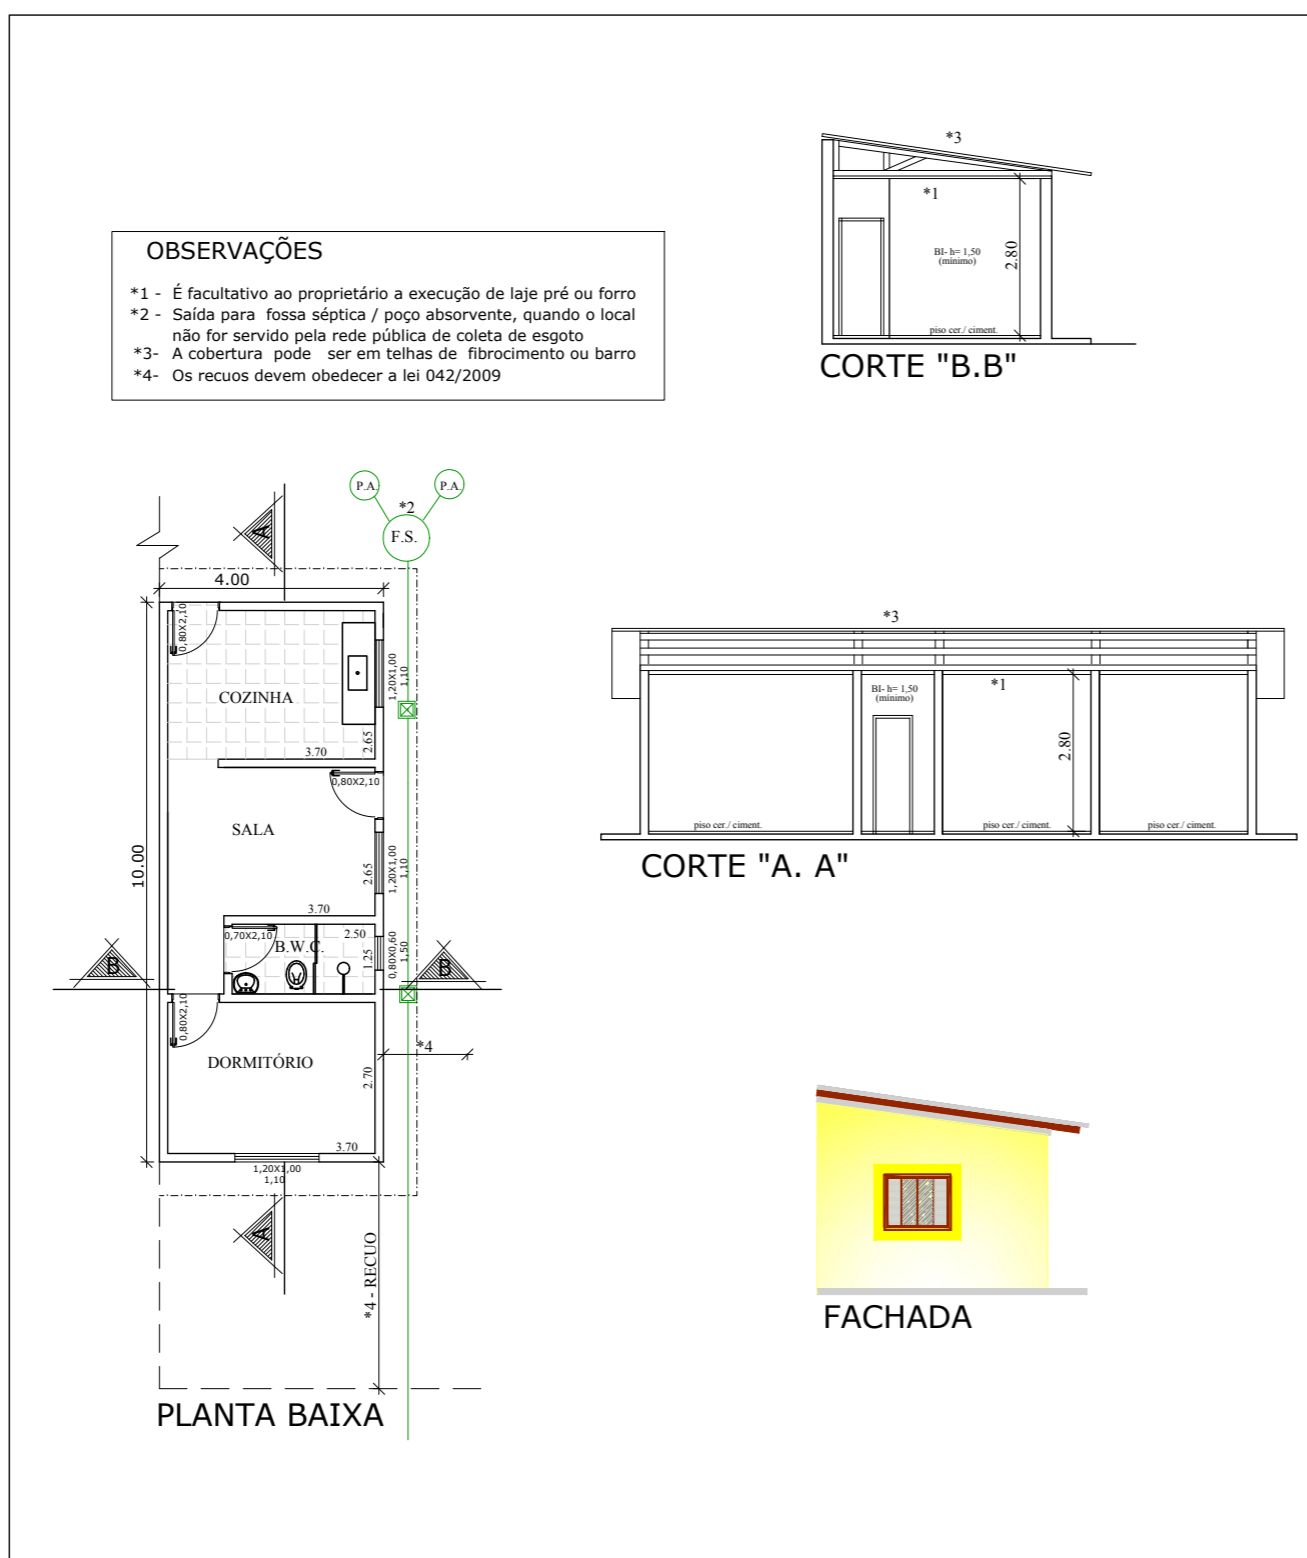 *3
*1
BI- h= 1,50
(mínimo)
2.80
piso cer./ ciment.
CORTE "B.B"
OBSERVAÇÕES
*1 - É facultativo ao proprietário a execução de laje pré ou forro
*2 - Saída para fossa séptica / poço absorvente, quando o local
não for servido pela rede pública de coleta de esgoto
*3- A cobertura pode ser em telhas de fibrocimento ou barro
*4- Os recuos devem obedecer a lei 042/2009
P.A.
P.A.
*2
F.S.
A
4.00
0,80X2,10
COZINHA
1,20X1,00
1,10
2.65
3.70
0,80X2,10
SALA
10.00
1,20X1,00
1,10
2.65
3.70
0,70X2,10
B.W.C.
2.50
1.25
0,80X0,60
1,50
B
B
0,80X2,10
DORMITÓRIO
*4
2.70
3.70
1,20X1,00
1,10
A
*4 - RECUO
PLANTA BAIXA
*3
BI- h= 1,50
(mínimo)
*1
2.80
piso cer./ ciment.
piso cer./ ciment.
piso cer./ ciment.
CORTE "A. A"
FACHADA